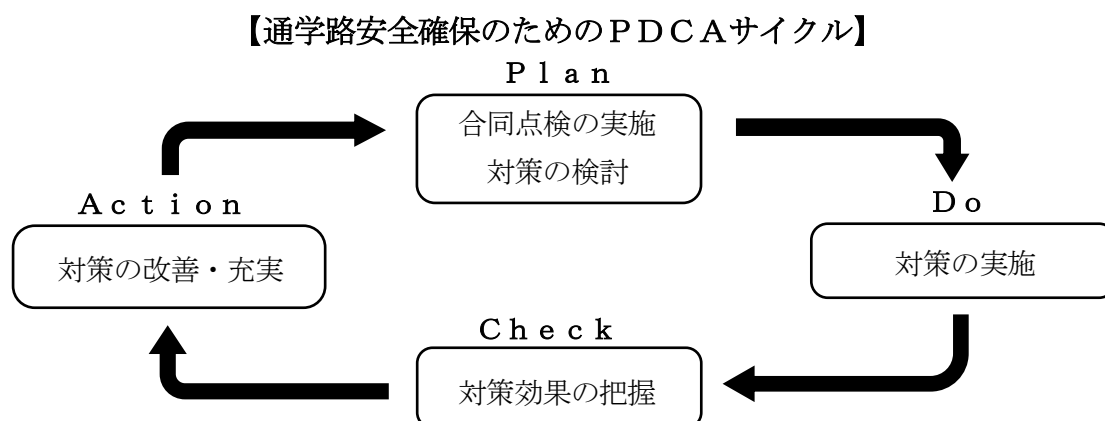 【通学路安全確保のためのPDCAサイクル】
Plan
合同点検の実施
対策の検討
Do
対策の実施
Check
対策効果の把握
Action
対策の改善・充実